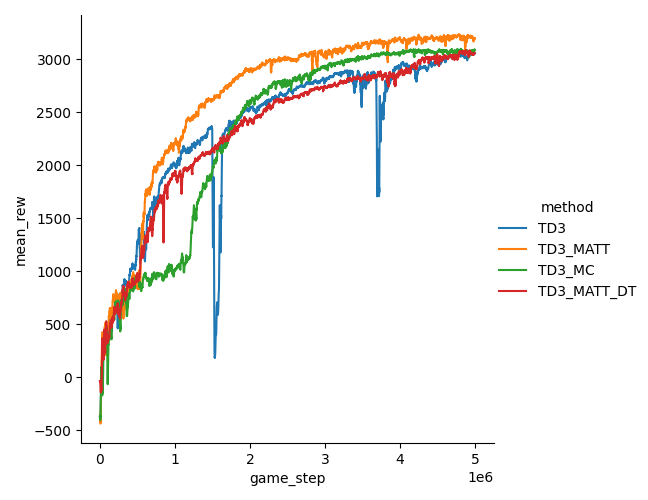 3000
2500
2000
1500
1000
500
0
−500
mean_rew
0 1 2 3 4 5
1e6
game_step
method
TD3
TD3_MATT
TD3_MC
TD3_MATT_DT